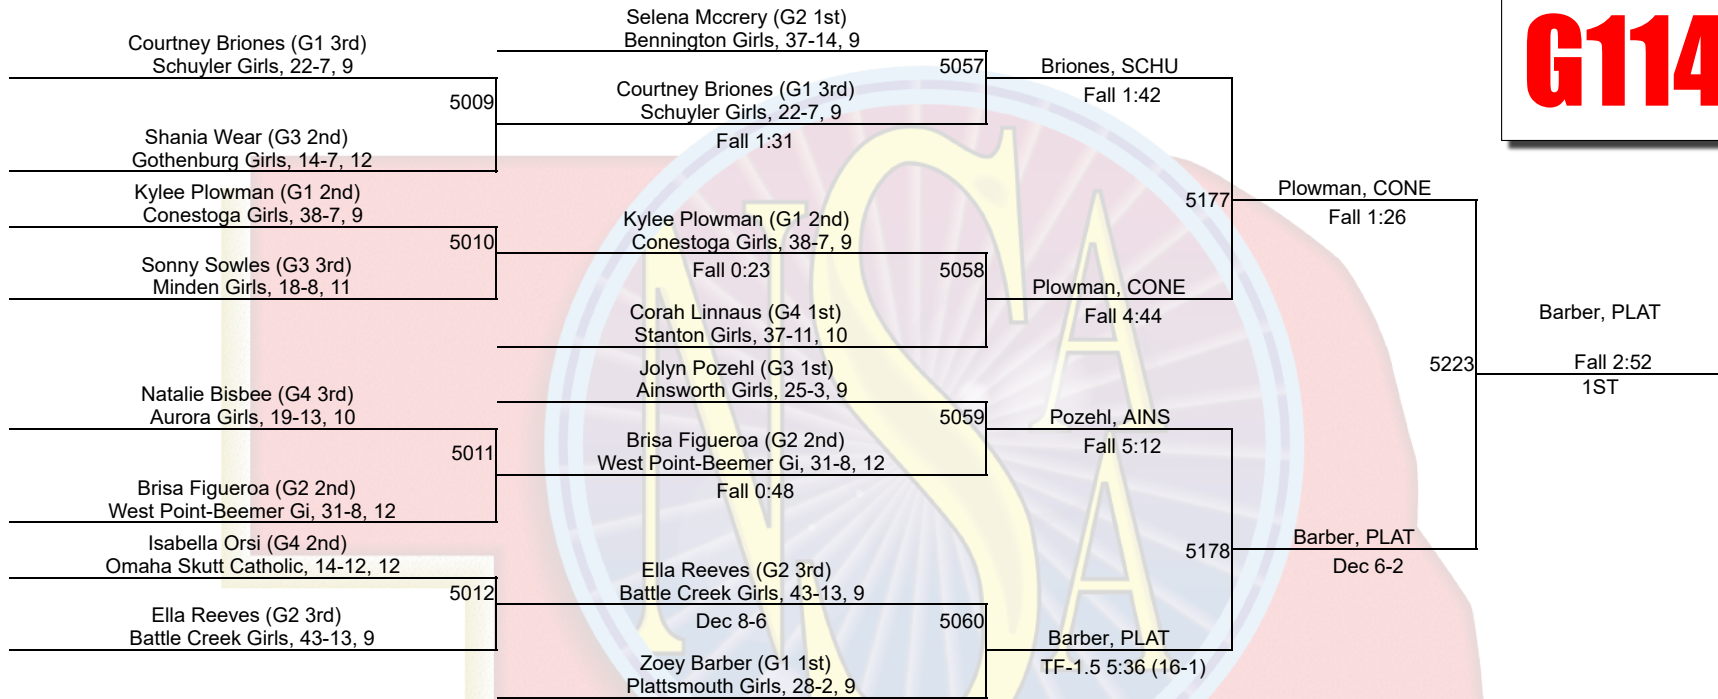 G114
Courtney Briones (G1 3rd)
Schuyler Girls, 22-7, 9
5009
Shania Wear (G3 2nd)
Gothenburg Girls, 14-7, 12
Kylee Plowman (G1 2nd)
Conestoga Girls, 38-7, 9
5010
Sonny Sowles (G3 3rd)
Minden Girls, 18-8, 11
Natalie Bisbee (G4 3rd)
Aurora Girls, 19-13, 10
5011
Brisa Figueroa (G2 2nd)
West Point-Beemer Gi, 31-8, 12
Isabella Orsi (G4 2nd)
Omaha Skutt Catholic, 14-12, 12
5012
Ella Reeves (G2 3rd)
Battle Creek Girls, 43-13, 9
Selena Mccrery (G2 1st)
Bennington Girls, 37-14, 9
5057
Courtney Briones (G1 3rd)
Schuyler Girls, 22-7, 9
Fall 1:31
Kylee Plowman (G1 2nd)
Conestoga Girls, 38-7, 9
Fall 0:23
5058
Corah Linnaus (G4 1st)
Stanton Girls, 37-11, 10
Jolyn Pozehl (G3 1st)
Ainsworth Girls, 25-3, 9
5059
Brisa Figueroa (G2 2nd)
West Point-Beemer Gi, 31-8, 12
Fall 0:48
Ella Reeves (G2 3rd)
Battle Creek Girls, 43-13, 9
Dec 8-6
5060
Zoey Barber (G1 1st)
Plattsmouth Girls, 28-2, 9
Briones, SCHU
Fall 1:42
5177
Plowman, CONE
Fall 4:44
Pozehl, AINS
Fall 5:12
5178
Barber, PLAT
TF-1.5 5:36 (16-1)
Plowman, CONE
Fall 1:26
5223
Barber, PLAT
Dec 6-2
Barber, PLAT
Fall 2:52
1ST
NSAA